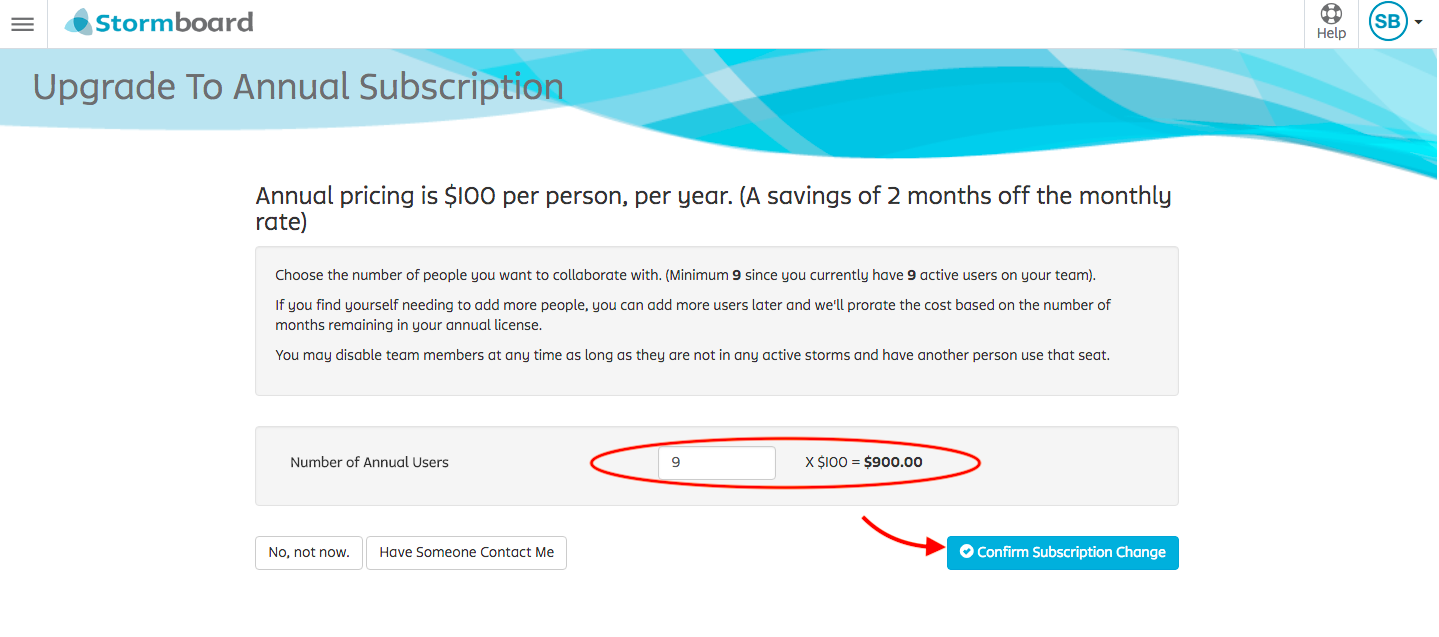 Stormboard
Help
SB
Upgrade To Annual Subscription
Annual pricing is $100 per person, per year. (A savings of 2 months off the monthly
rate)
Choose the number of people you want to collaborate with. (Minimum 9 since you currently have 9 active users on your team).
If you find yourself needing to add more people, you can add more users later and we'll prorate the cost based on the number of
months remaining in your annual license.
You may disable team members at any time as long as they are not in any active storms and have another person use that seat.
Number of Annual Users 9 X $100 = $900.00
No, not now. Have Someone Contact Me Confirm Subscription Change